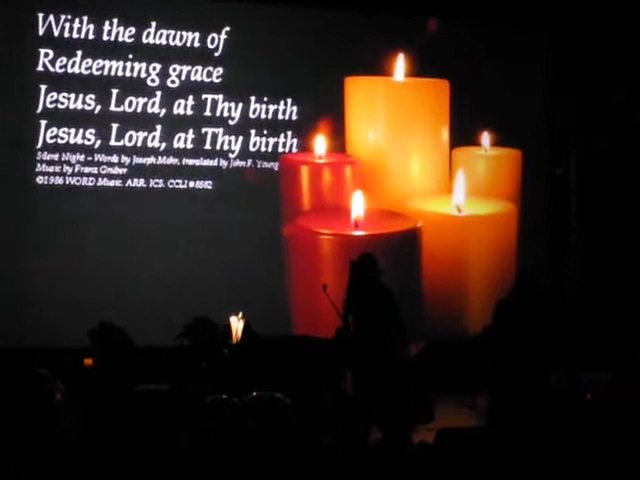 With the dawn of
Redeeming grace
Jesus, Lord, at Thy birth
Jesus, Lord, at Thy birth
Silent Night - Words by Joseph Mohr, translated by John F. Young
Music by Franz Gruber
©1986 WORD Music. ARR. ICS. CCLI#8582